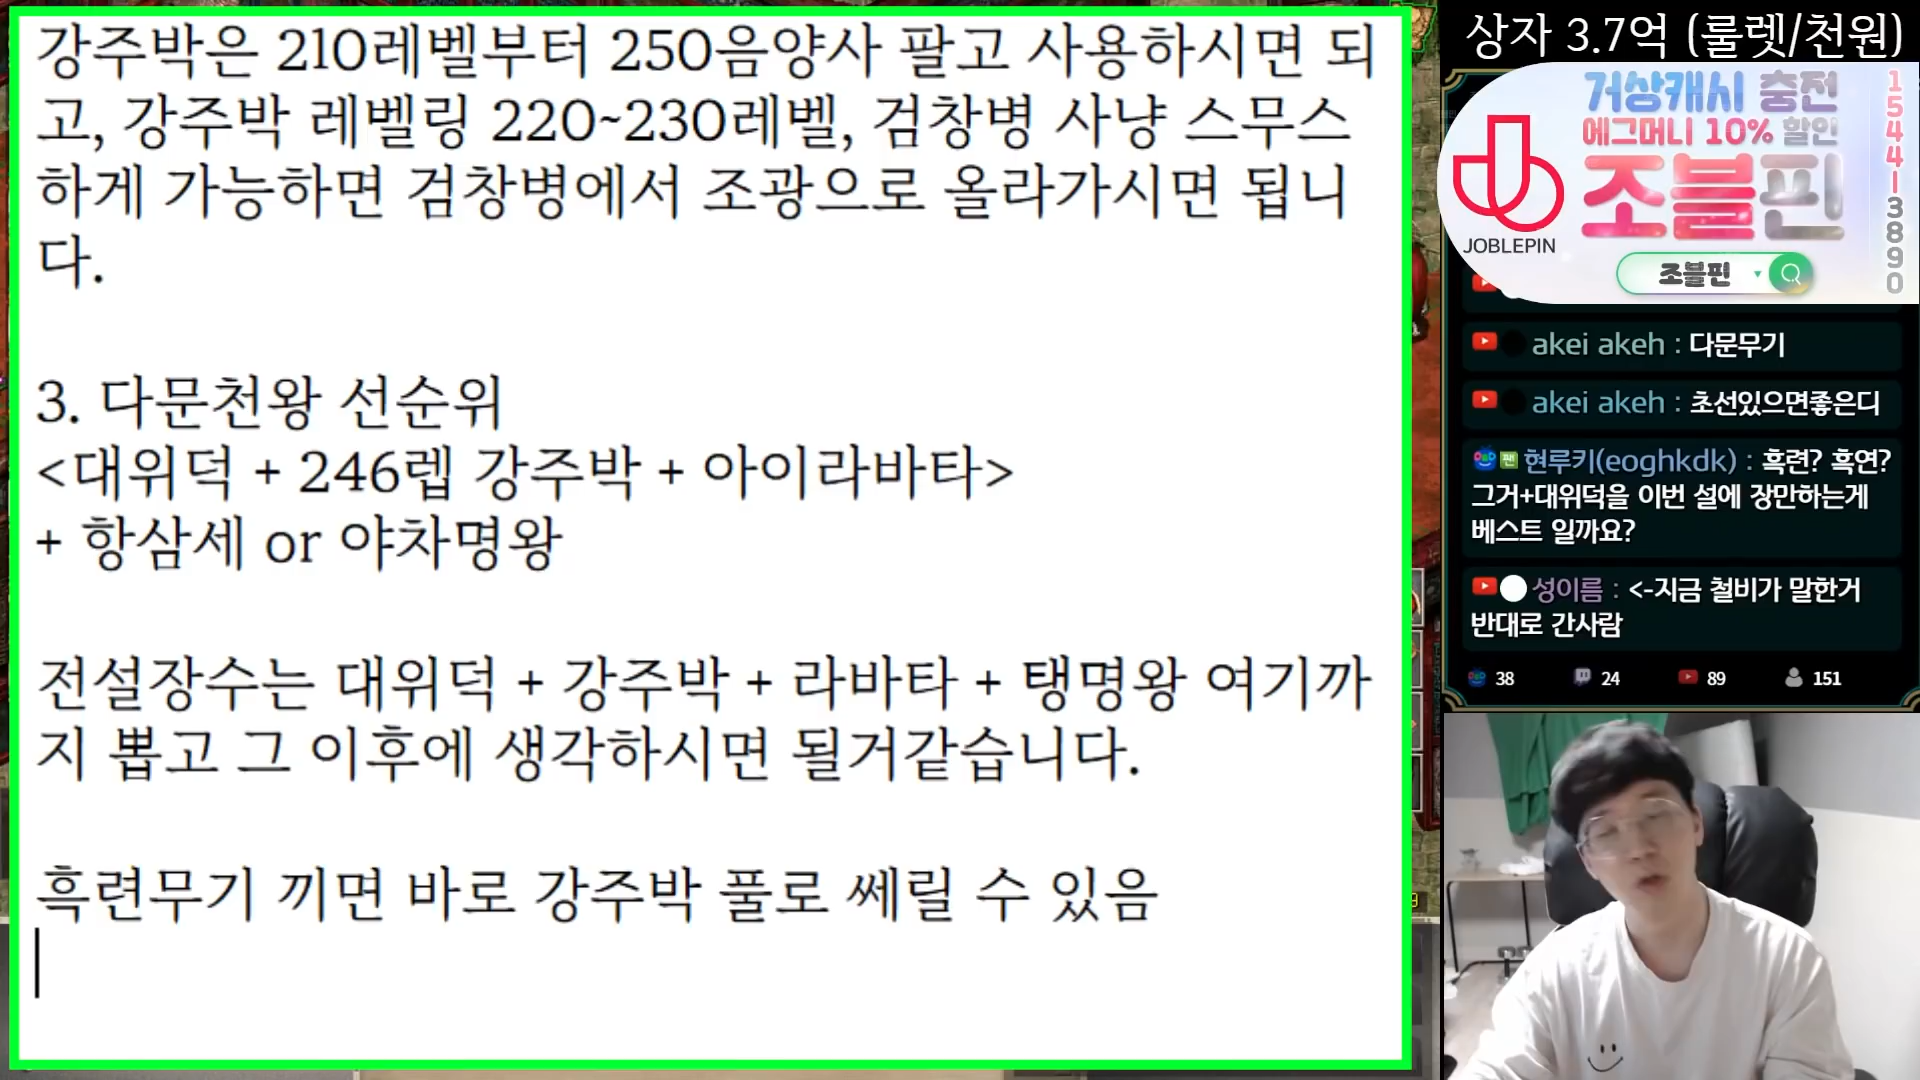 강주박은 210레벨부터 250음양사 팔고 사용하시면 되
고, 강주박 레벨링 220~230레벨, 검창병 사냥 스무스
하게 가능하면 검창병에서 조광으로 올라가시면 됩니
다.
3. 다문천왕 선순위
<대위덕 + 246렙 강주박 + 아이라바타>
+ 항삼세 or 야차명왕
전설장수는 대위덕 + 강주박 + 라바타 + 탱명왕 여기까
지 뽑고 그 이후에 생각하시면 될거같습니다.
흑련무기 끼면 바로 강주박 풀로 쎄릴 수 있음
상자 3.7억 (룰렛/천원)
거상캐시 충전
에그머니 10% 할인
조블핀
JOBLEPIN
조블핀
1544-3890
akei akeh : 다문무기
akei akeh : 초선있으면좋은디
팬 현루키(eoghkdk) : 흑련? 흑연?
그거+대위덕을 이번 설에 장만하는게
베스트 일까요?
성이름 : <-지금 철비가 말한거
반대로 간사람
38 24 89 151